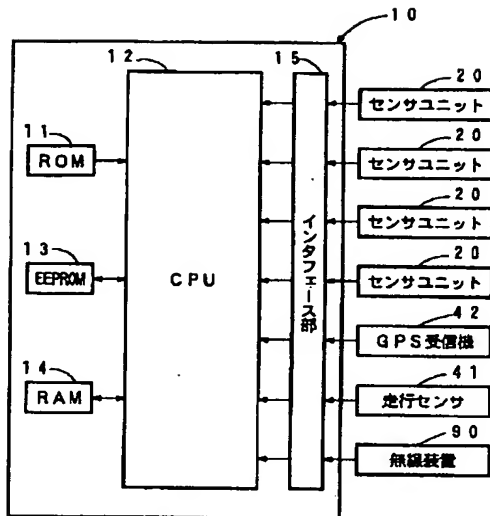 10
12
15
20
センサユニット
11
ROM
20
センサユニット
20
センサユニット
13
EEPROM
CPU
インタフェース部
20
センサユニット
42
GPS受信機
14
RAM
41
走行センサ
90
無線装置